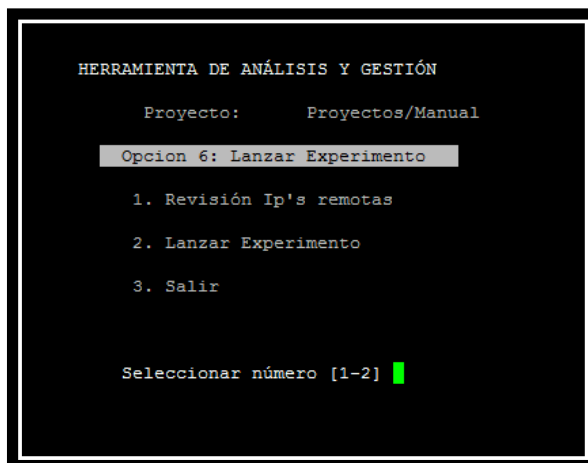 HERRAMIENTA DE ANÁLISIS Y GESTIÓN
Proyecto: Proyectos/Manual
Opcion 6: Lanzar Experimento
1. Revisión Ip's remotas
2. Lanzar Experimento
3. Salir
Seleccionar número [1-2]